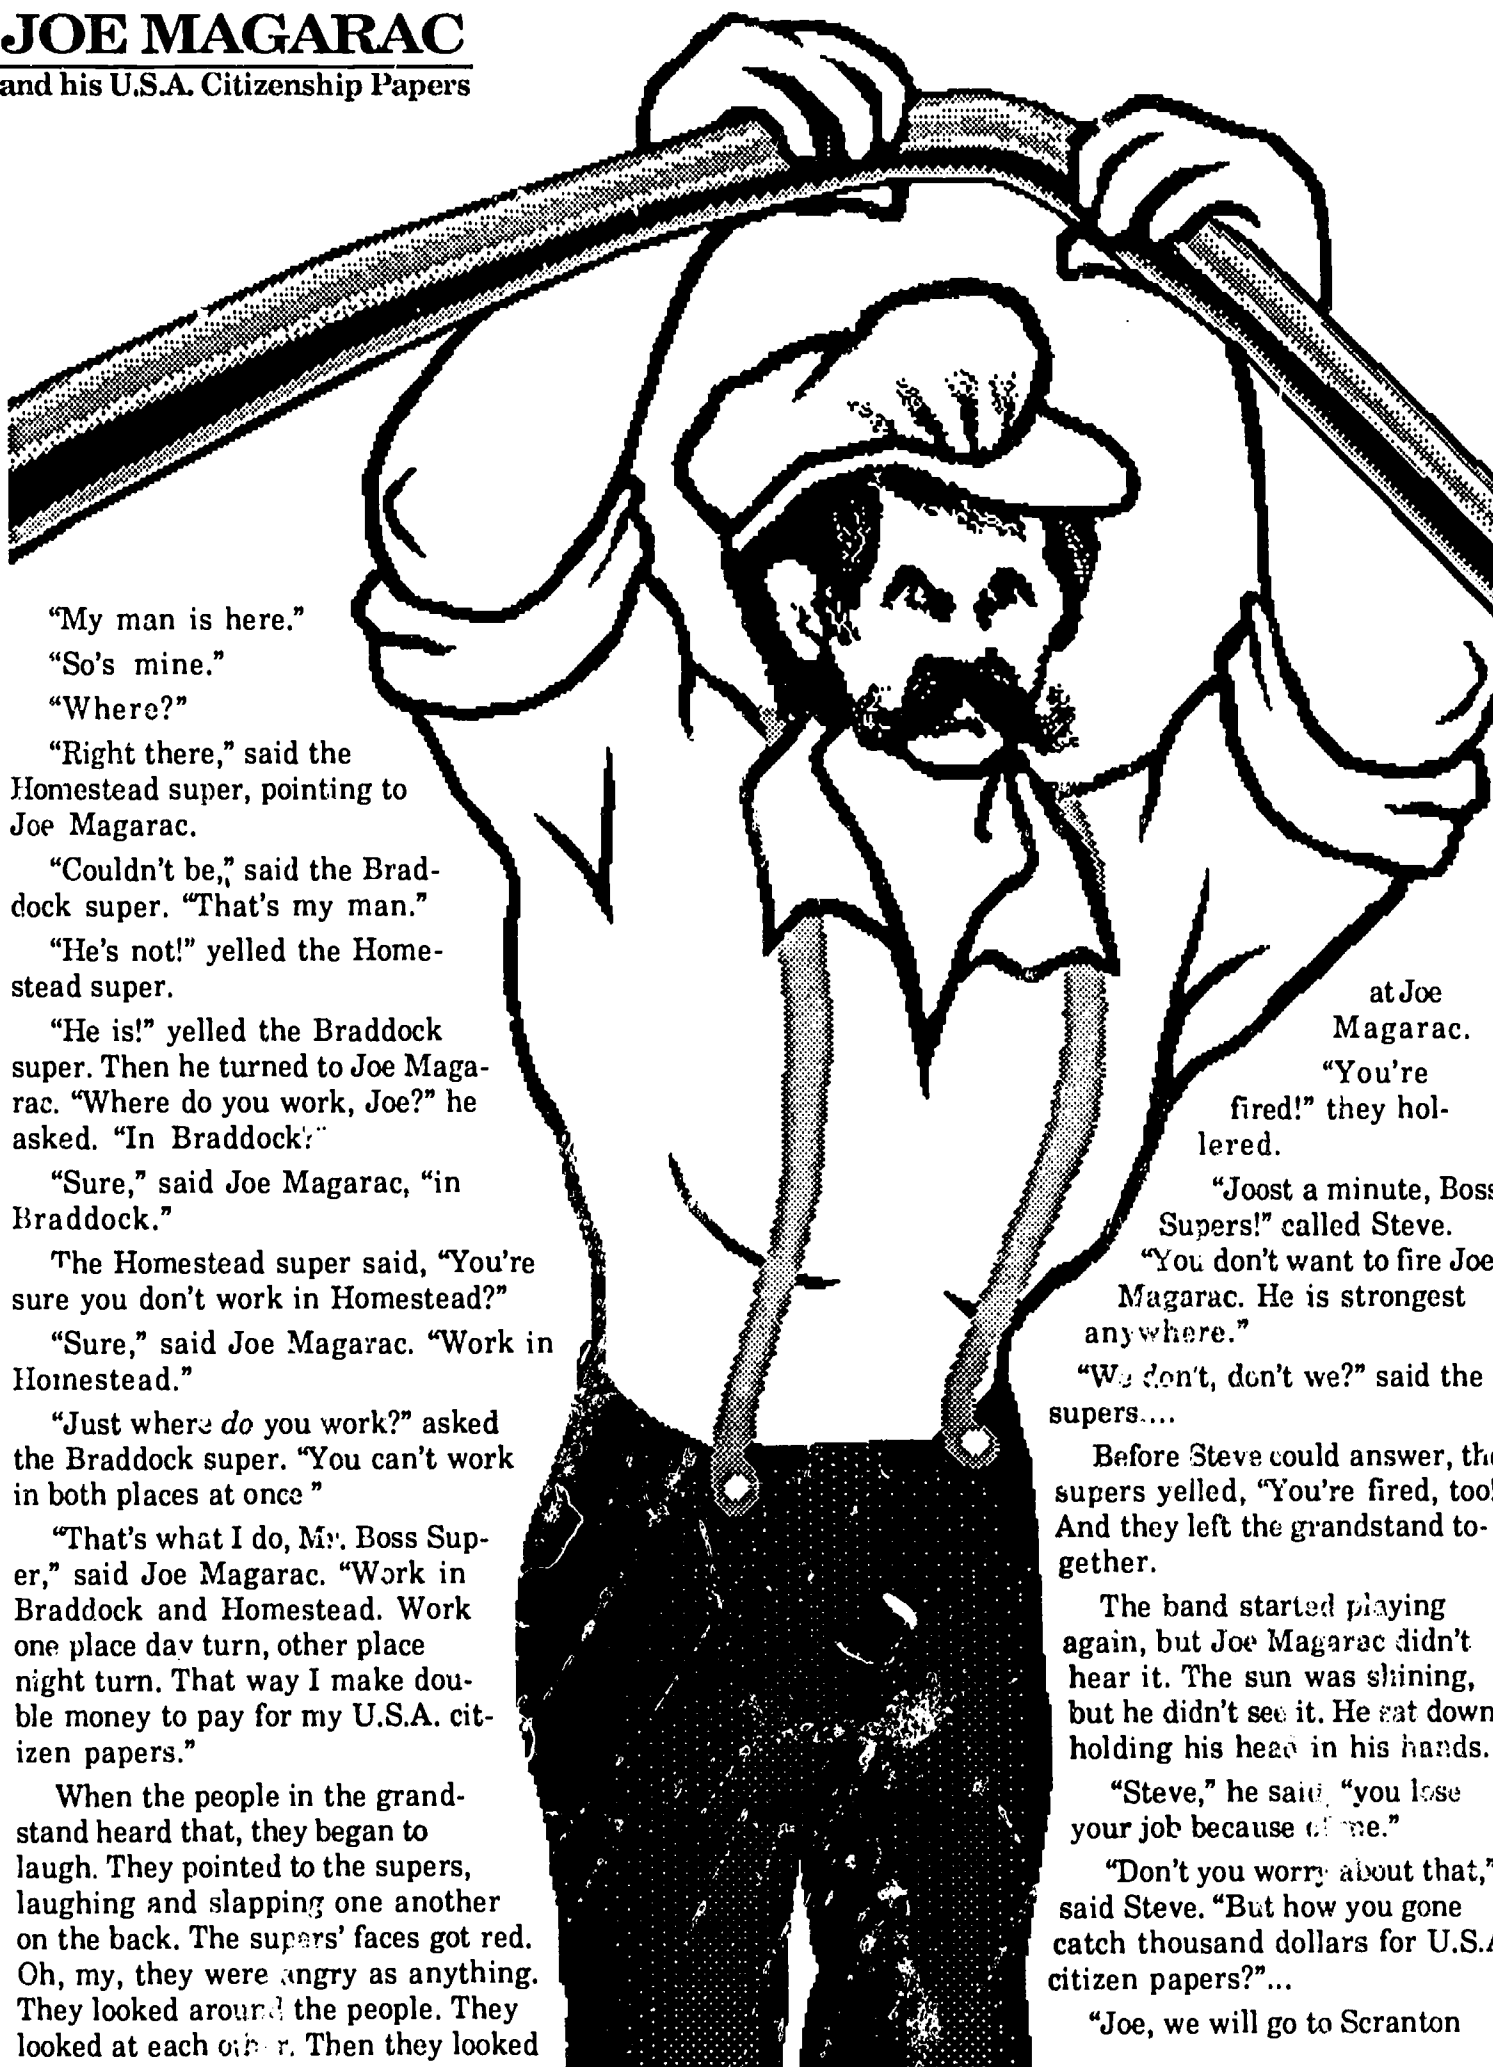 JOE MAGARAC
and his U.S.A. Citizenship Papers
“My man is here.”
“So's mine.”
“Where?”
“Right there,” said the
Homestead super, pointing to
Joe Magarac.
“Couldn't be,” said the Brad-
dock super. “That's my man.”
“He's not!” yelled the Home-
stead super.
“He is!” yelled the Braddock
super. Then he turned to Joe Maga-
rac. “Where do you work, Joe?” he
asked. “In Braddock?”
“Sure,” said Joe Magarac, “in
Braddock.”
The Homestead super said, “You're
sure you don't work in Homestead?”
“Sure,” said Joe Magarac. “Work in
Homestead.”
“Just where do you work?” asked
the Braddock super. “You can't work
in both places at once ”
“That's what I do, Mr. Boss Sup-
er,” said Joe Magarac. “Work in
Braddock and Homestead. Work
one place day turn, other place
night turn. That way I make dou-
ble money to pay for my U.S.A. cit-
izen papers.”
When the people in the grand-
stand heard that, they began to
laugh. They pointed to the supers,
laughing and slapping one another
on the back. The supers' faces got red.
Oh, my, they were angry as anything.
They looked around the people. They
looked at each other. Then they looked
at Joe
Magarac.
“You're
fired!” they hol-
lered.
“Joost a minute, Boss
Supers!” called Steve.
“You don't want to fire Joe
Magarac. He is strongest
anywhere.”
“We don't, don't we?” said the
supers....
Before Steve could answer, the
supers yelled, “You're fired, too!
And they left the grandstand to-
gether.
The band started playing
again, but Joe Magarac didn't
hear it. The sun was shining,
but he didn't see it. He sat down
holding his head in his hands.
“Steve,” he said, “you lose
your job because of me.”
“Don't you worry about that,”
said Steve. “But how you gone
catch thousand dollars for U.S.A
citizen papers?”...
“Joe, we will go to Scranton